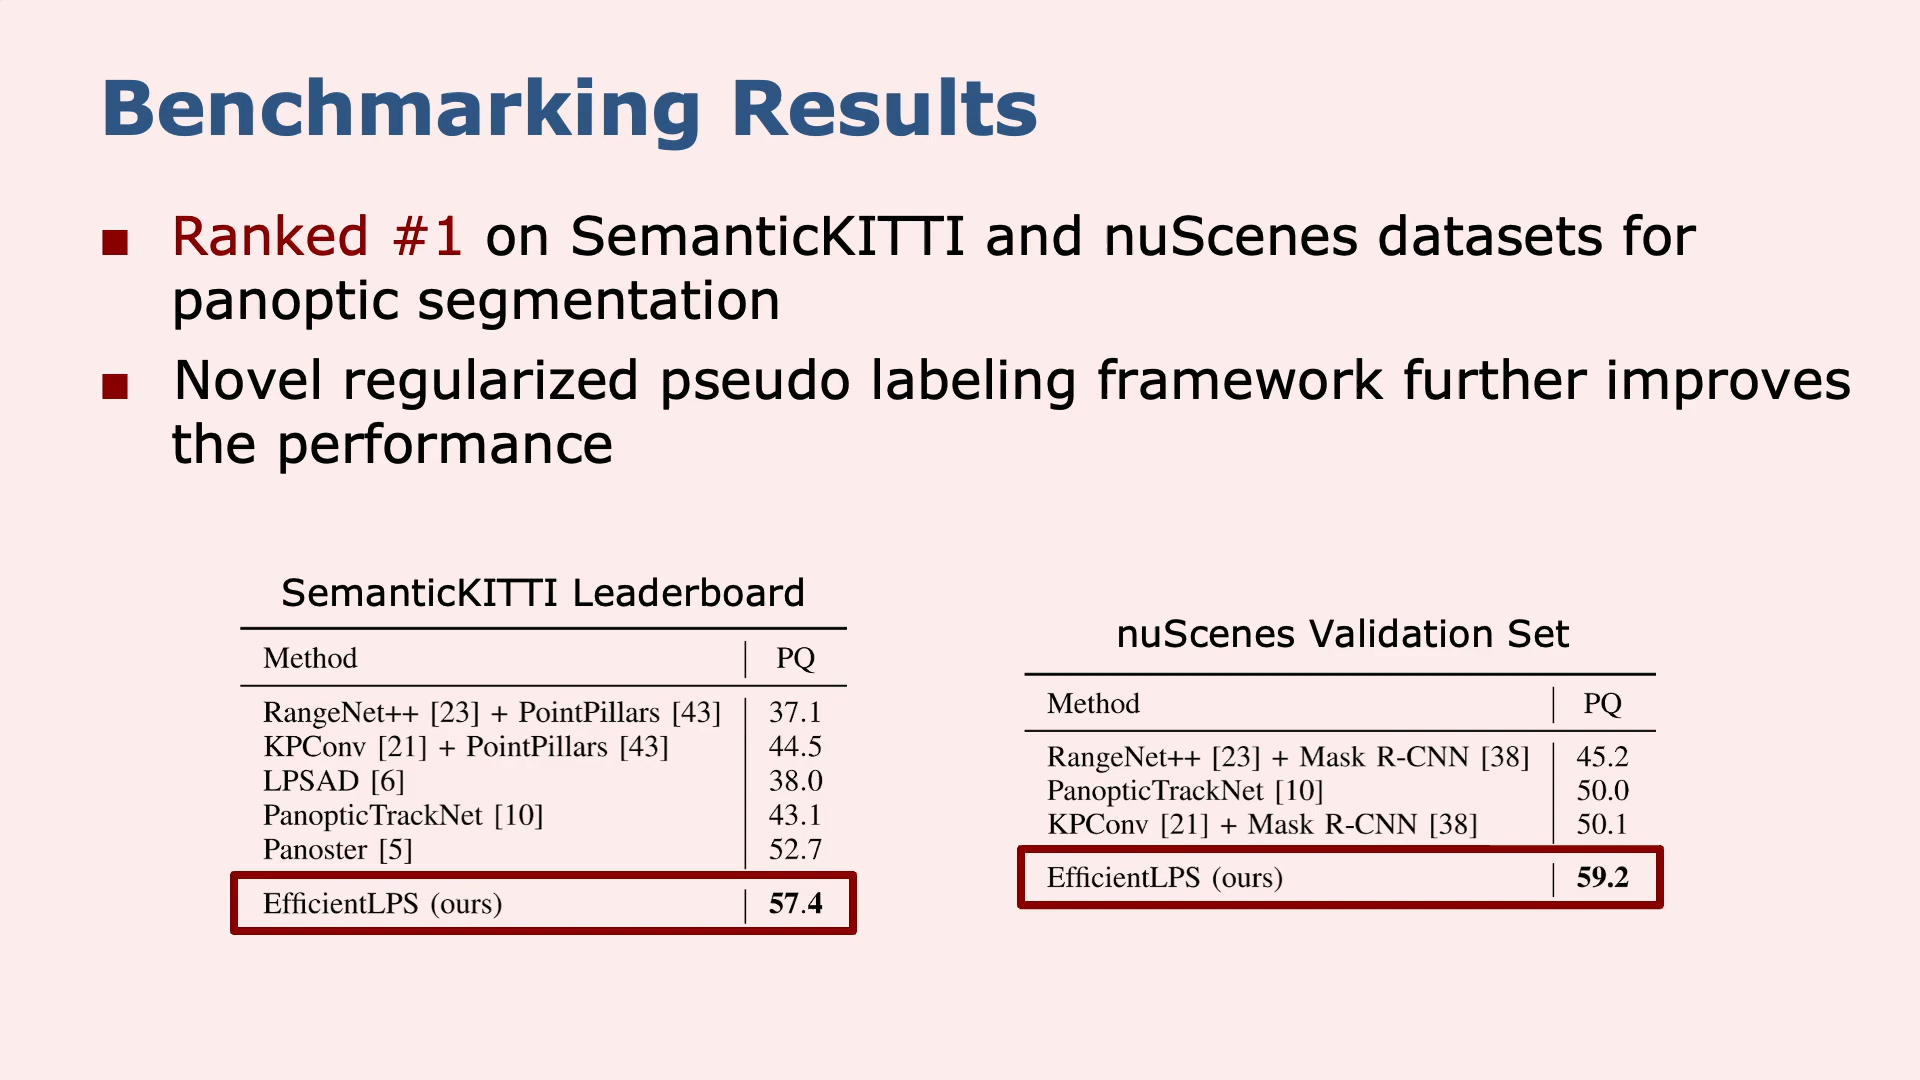 Benchmarking Results
Ranked #1 on SemanticKITTI and nuScenes datasets for
panoptic segmentation
Novel regularized pseudo labeling framework further improves
the performance
SemanticKITTI Leaderboard
Method PQ
RangeNet++ [23] + PointPillars [43] 37.1
KPConv [21] + PointPillars [43] 44.5
LPSAD [6] 38.0
PanopticTrackNet [10] 43.1
Panoster [5] 52.7
EfficientLPS (ours) 57.4
nuScenes Validation Set
Method PQ
RangeNet++ [23] + Mask R-CNN [38] 45.2
PanopticTrackNet [10] 50.0
KPConv [21] + Mask R-CNN [38] 50.1
EfficientLPS (ours) 59.2